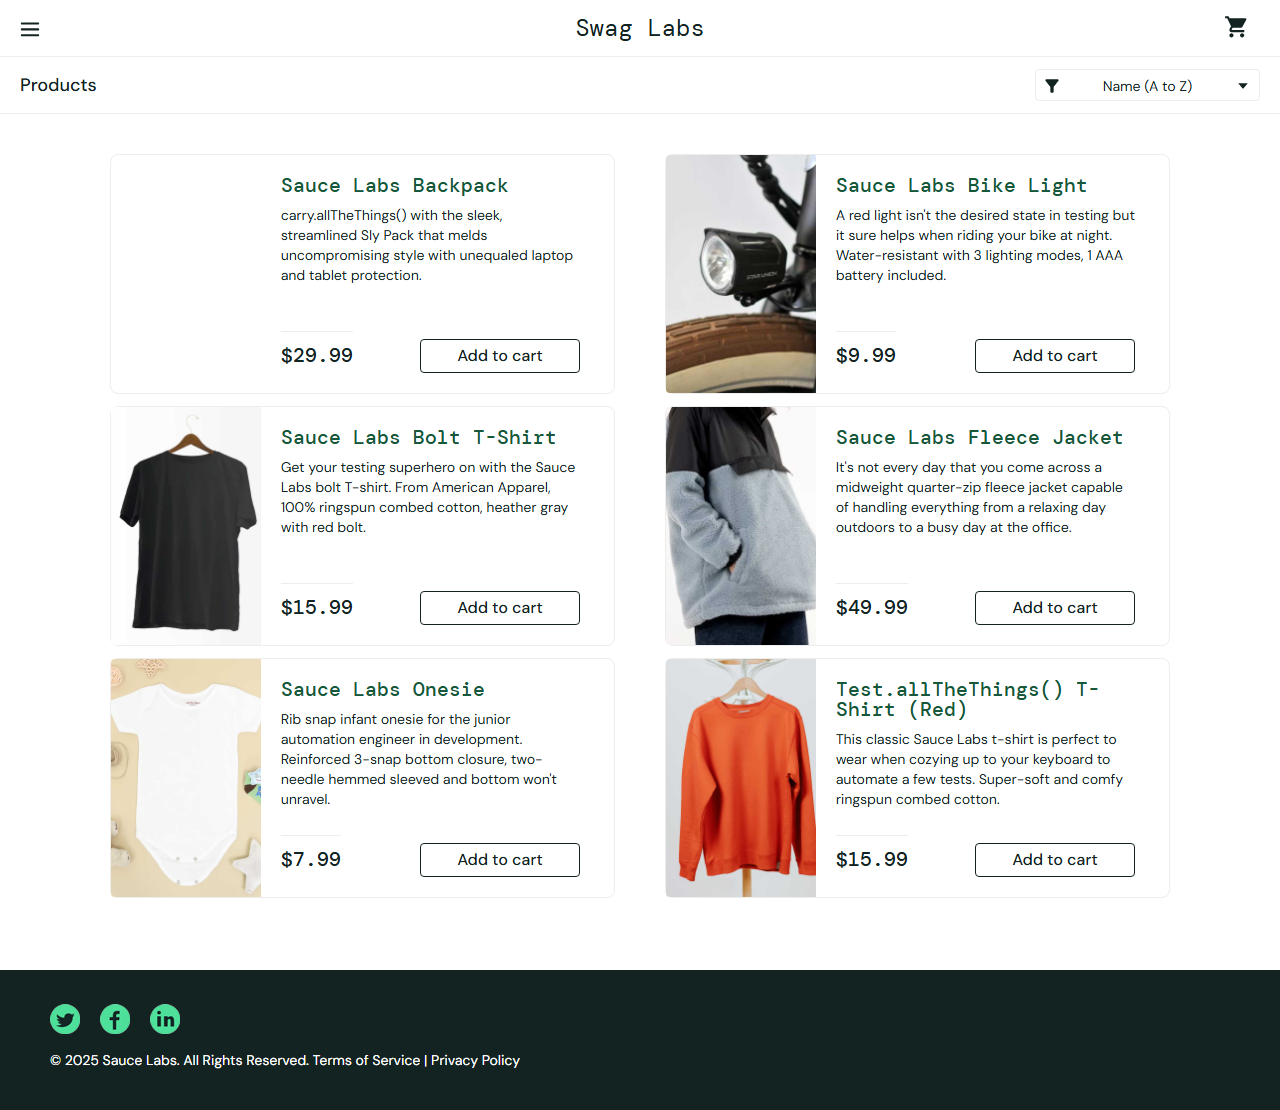 Swag Labs
Products
Name (A to Z)
Sauce Labs Backpack
carry.allTheThings() with the sleek,
streamlined Sly Pack that melds
uncompromising style with unequaled laptop
and tablet protection.
$29.99
Add to cart
Sauce Labs Bike Light
A red light isn't the desired state in testing but
it sure helps when riding your bike at night.
Water-resistant with 3 lighting modes, 1 AAA
battery included.
$9.99
Add to cart
Sauce Labs Bolt T-Shirt
Get your testing superhero on with the Sauce
Labs bolt T-shirt. From American Apparel,
100% ringspun combed cotton, heather gray
with red bolt.
$15.99
Add to cart
Sauce Labs Fleece Jacket
It's not every day that you come across a
midweight quarter-zip fleece jacket capable
of handling everything from a relaxing day
outdoors to a busy day at the office.
$49.99
Add to cart
Sauce Labs Onesie
Rib snap infant onesie for the junior
automation engineer in development.
Reinforced 3-snap bottom closure, two-
needle hemmed sleeved and bottom won't
unravel.
$7.99
Add to cart
Test.allTheThings() T-
Shirt (Red)
This classic Sauce Labs t-shirt is perfect to
wear when cozying up to your keyboard to
automate a few tests. Super-soft and comfy
ringspun combed cotton.
$15.99
Add to cart
© 2025 Sauce Labs. All Rights Reserved. Terms of Service | Privacy Policy